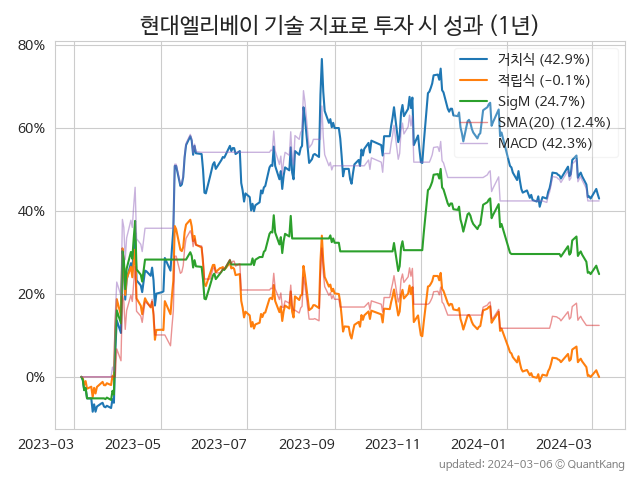 현대엘리베이 기술 지표로 투자 시 성과 (1년)
80%
60%
40%
20%
0%
거치식 (42.9%)
적립식 (−0.1%)
SigM (24.7%)
SMA(20) (12.4%)
MACD (42.3%)
2023−03
2023−05
2023−07
2023−09
2023−11
2024−01
2024−03
updated: 2024−03−06 ⓒ QuantKang